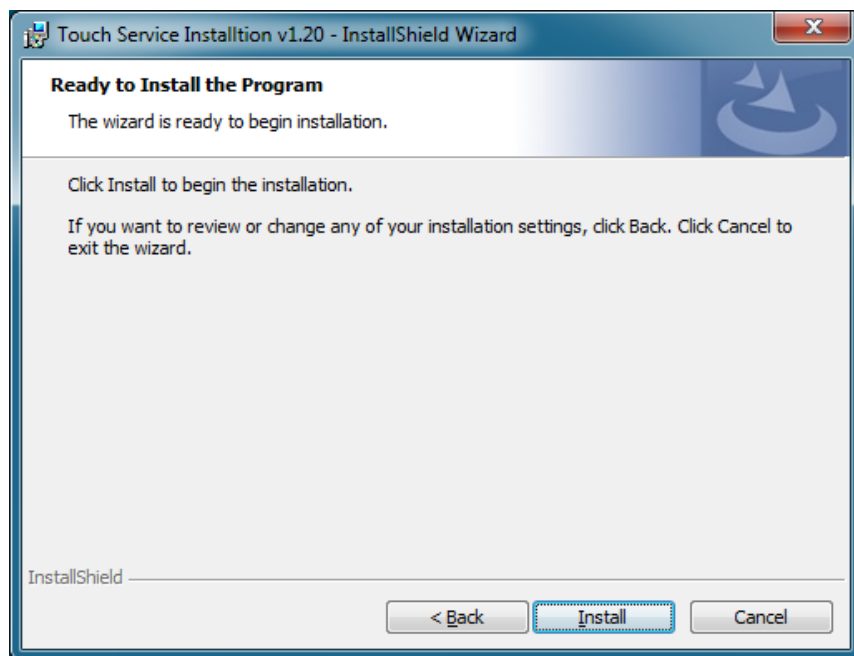 Touch Service Installtion v1.20 - InstallShield Wizard
Ready to Install the Program
The wizard is ready to begin installation.
Click Install to begin the installation.
If you want to review or change any of your installation settings, click Back. Click Cancel to
exit the wizard.
InstallShield
< Back
Install
Cancel